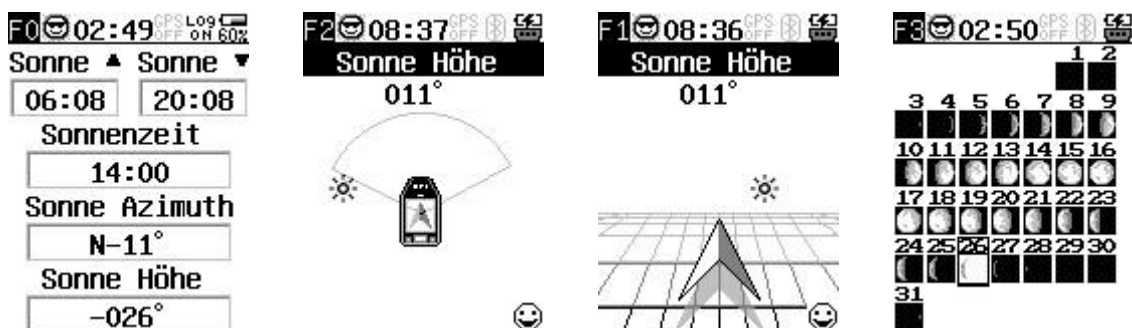 F0 02:49 GPS OFF LOG ON 60%
Sonne ▲ Sonne ▼
06:08 20:08
Sonnenzeit
14:00
Sonne Azimuth
N-11°
Sonne Höhe
-026°
F2 08:37 GPS OFF
Sonne Höhe
011°
F1 08:36 GPS OFF
Sonne Höhe
011°
F3 02:50 GPS OFF
1 2
3 4 5 6 7 8 9
10 11 12 13 14 15 16
17 18 19 20 21 22 23
24 25 26 27 28 29 30
31